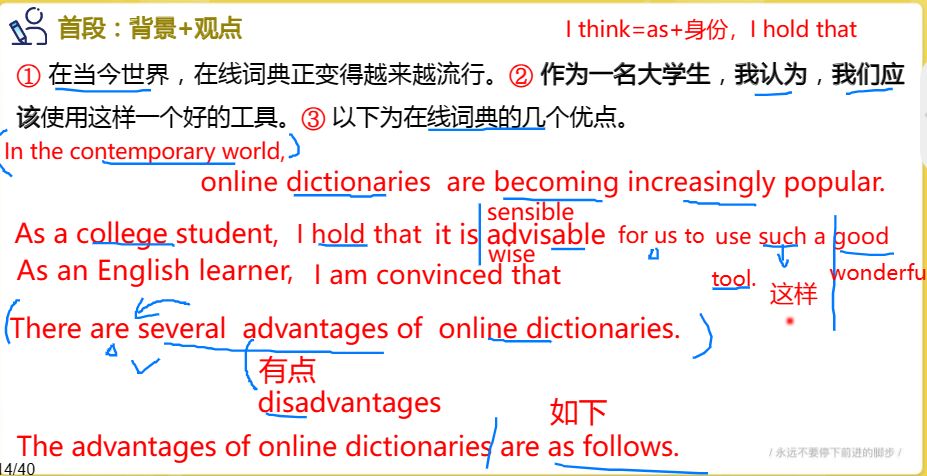 首段：背景+观点
I think=as+身份，I hold that
① 在当今世界，在线词典正变得越来越流行。② 作为一名大学生，我认为，我们应
该使用这样一个好的工具。③ 以下为在线词典的几个优点。
In the contemporary world,
online dictionaries are becoming increasingly popular.
sensible
As a college student, I hold that it is advisable for us to use such a good
wise
As an English learner, I am convinced that tool. 这样 wonderfu
There are several advantages of online dictionaries.
有点
disadvantages
如下
The advantages of online dictionaries are as follows.
14/40
/ 永远不要停下前进的脚步 /